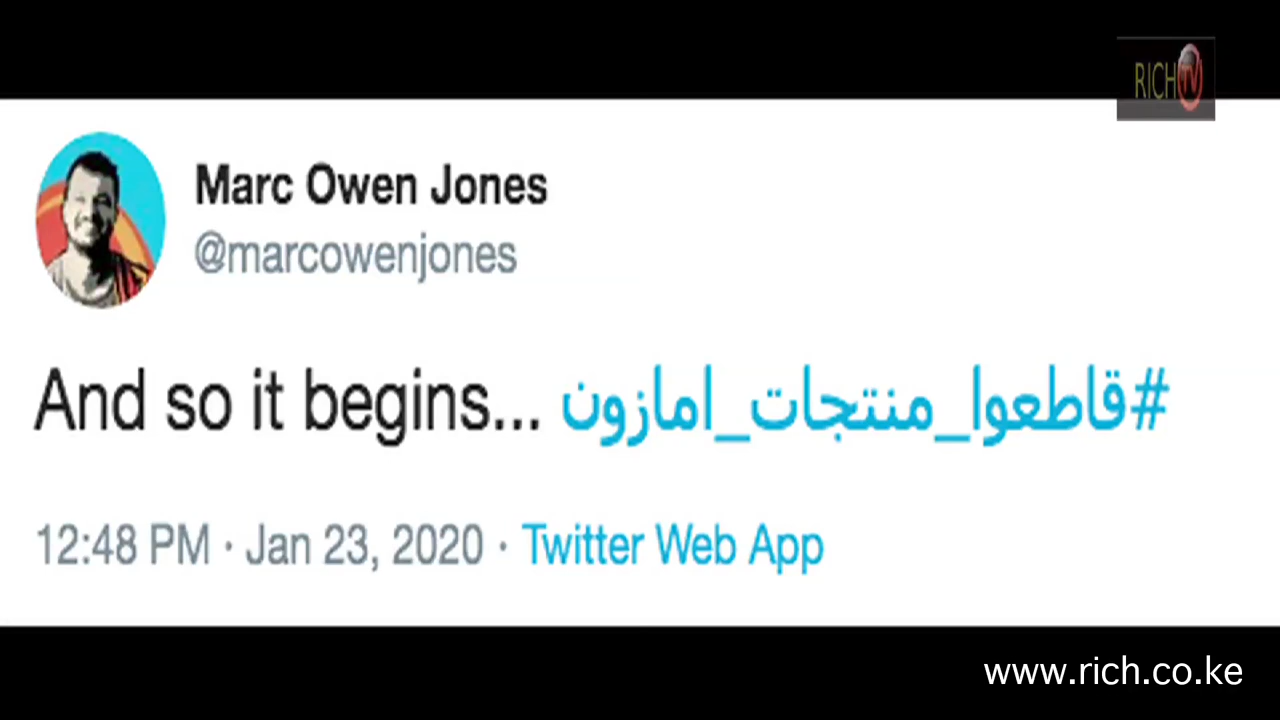 RICH TV
Marc Owen Jones
@marcowenjones
And so it begins... #قاطعوا_منتجات_امازون
12:48 PM · Jan 23, 2020 · Twitter Web App
www.rich.co.ke